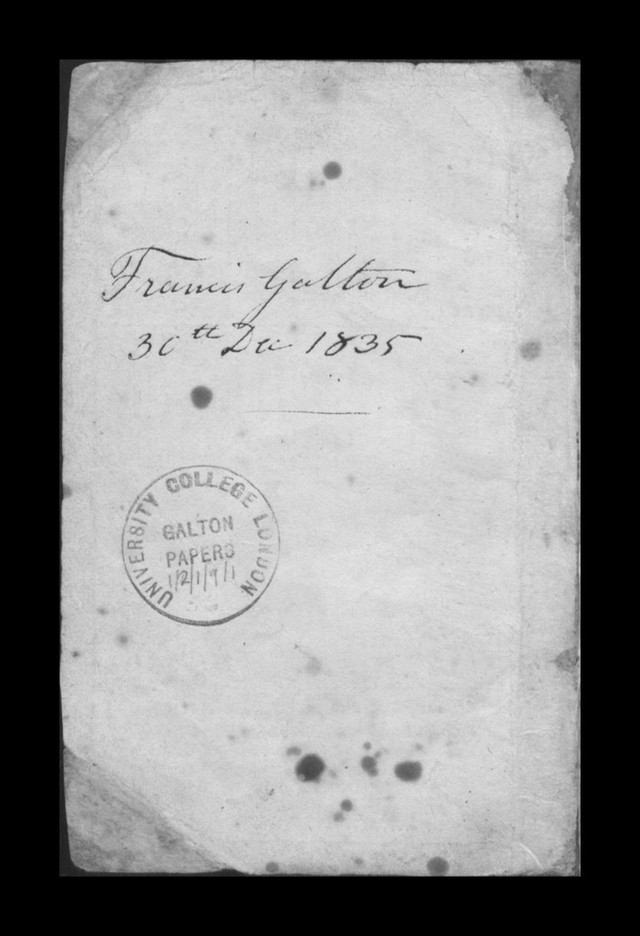 Francis Galton
30th Dec 1835
UNIVERSITY COLLEGE LONDON
GALTON
PAPERS
1/2/1/9/1